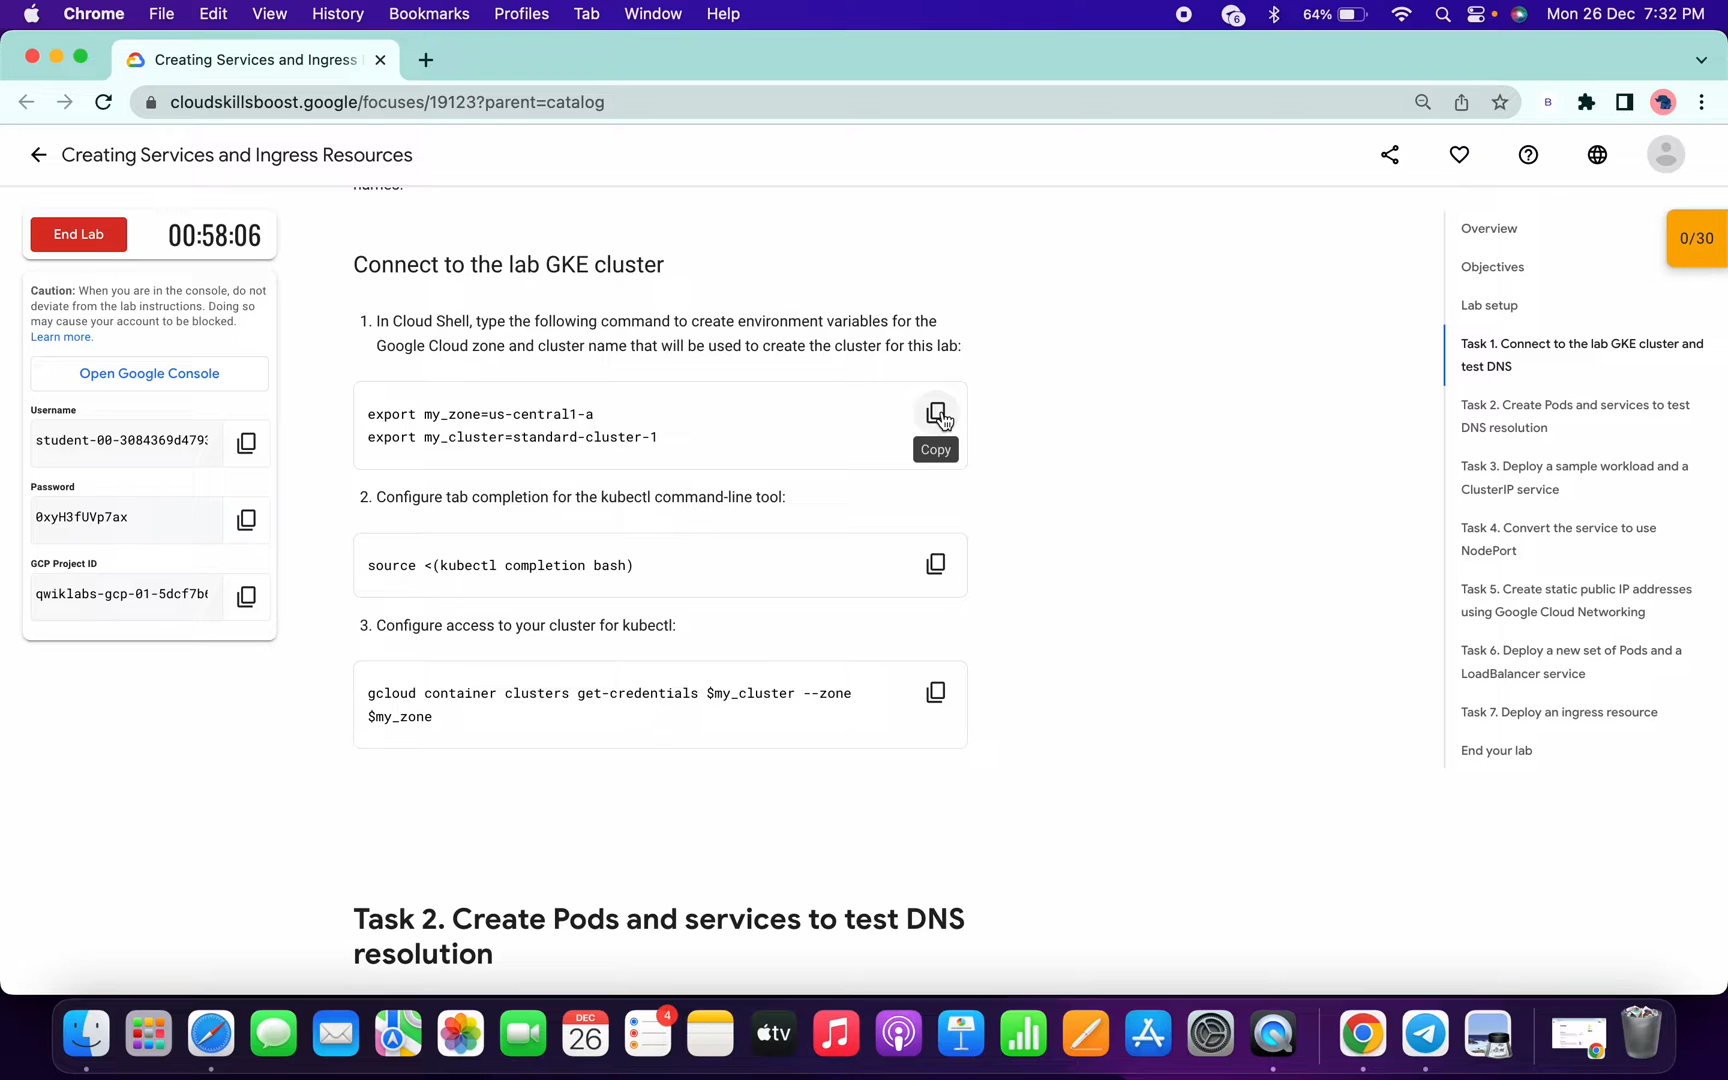 Chrome File Edit View History Bookmarks Profiles Tab Window Help
6
64%
Mon 26 Dec 7:32 PM
Creating Services and Ingress
cloudskillsboost.google/focuses/19123?parent=catalog
B
Creating Services and Ingress Resources
names.
End Lab
00:58:06
Caution: When you are in the console, do not
deviate from the lab instructions. Doing so
may cause your account to be blocked.
Learn more.
Open Google Console
Username
student-00-3084369d479
Password
0xyH3fUVp7ax
GCP Project ID
qwiklabs-gcp-01-5dcf7b
Connect to the lab GKE cluster
1. In Cloud Shell, type the following command to create environment variables for the
Google Cloud zone and cluster name that will be used to create the cluster for this lab:
export my_zone=us-central1-a
export my_cluster=standard-cluster-1
Copy
2. Configure tab completion for the kubectl command-line tool:
source <(kubectl completion bash)
3. Configure access to your cluster for kubectl:
gcloud container clusters get-credentials $my_cluster --zone
$my_zone
Task 2. Create Pods and services to test DNS
resolution
Overview
Objectives
Lab setup
Task 1. Connect to the lab GKE cluster and
test DNS
Task 2. Create Pods and services to test
DNS resolution
Task 3. Deploy a sample workload and a
ClusterIP service
Task 4. Convert the service to use
NodePort
Task 5. Create static public IP addresses
using Google Cloud Networking
Task 6. Deploy a new set of Pods and a
LoadBalancer service
Task 7. Deploy an ingress resource
End your lab
0/30
DEC
26
4
tv